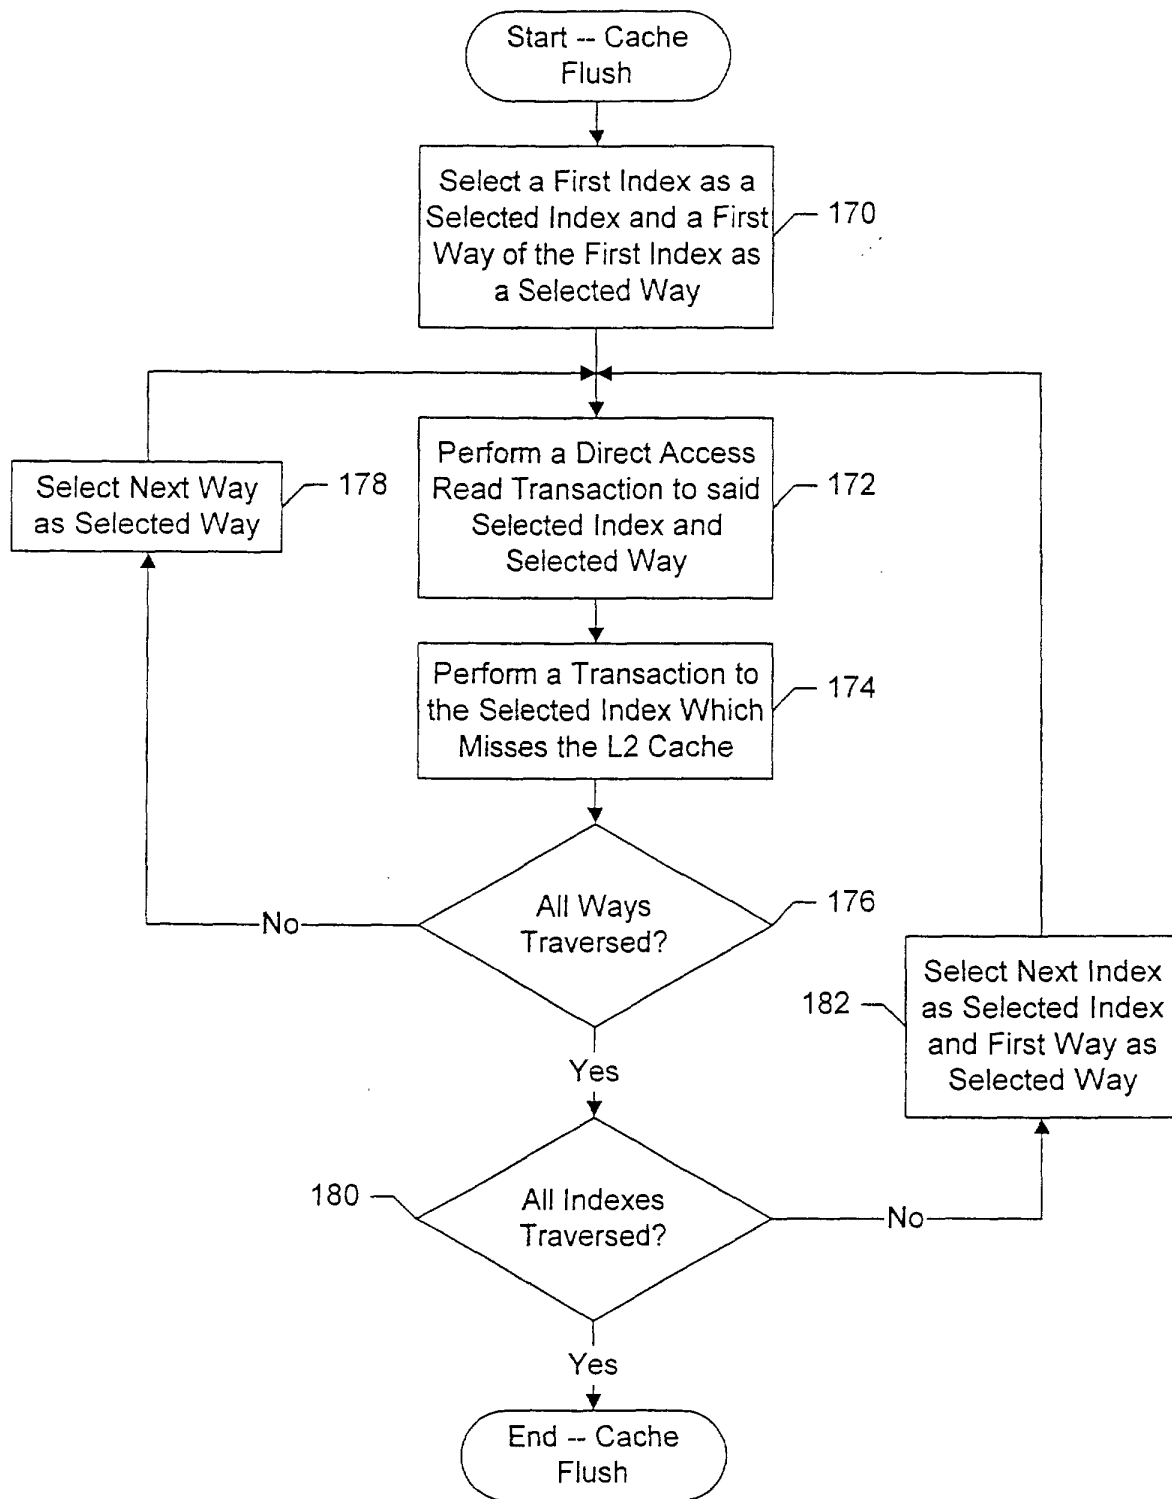 Start -- Cache
Flush
Select a First Index as a
Selected Index and a First
Way of the First Index as
a Selected Way
170
Perform a Direct Access
Read Transaction to said
Selected Index and
Selected Way
172
Select Next Way
as Selected Way
178
Perform a Transaction to
the Selected Index Which
Misses the L2 Cache
174
All Ways
Traversed?
176
No
Yes
Select Next Index
as Selected Index
and First Way as
Selected Way
182
All Indexes
Traversed?
180
No
Yes
End -- Cache
Flush